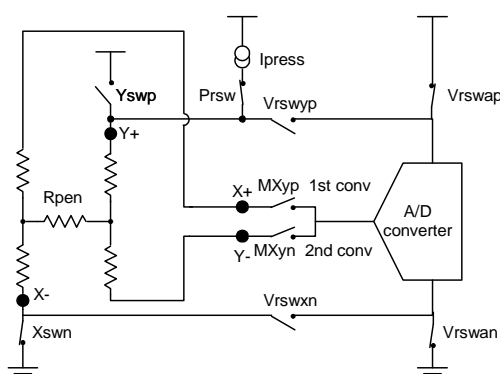 Ipress
Yswp
Prsw
Vrswyp
Vrswap
Y+
Rpen
X+
MXyp 1st conv
A/D
converter
Y-
MXyn 2nd conv
X-
Xswn
Vrswxn
Vrswan